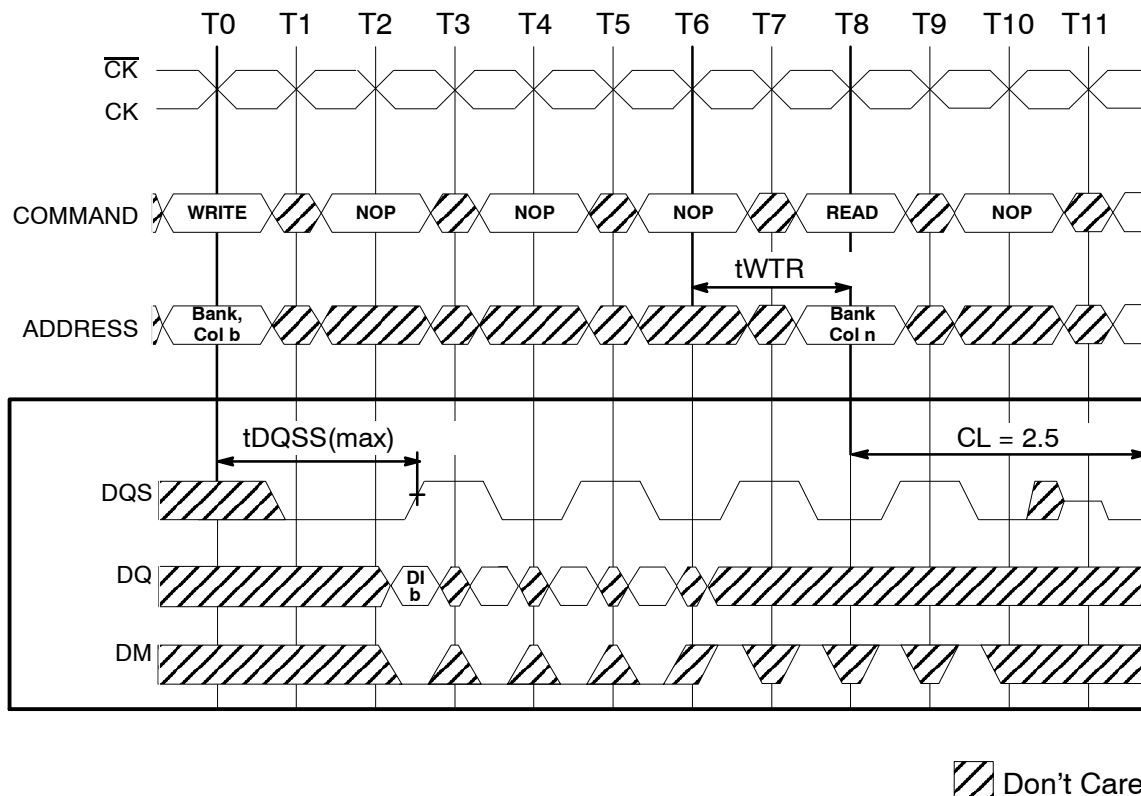 T0 T1 T2 T3 T4 T5 T6 T7 T8 T9 T10 T11
CK
CK
COMMAND WRITE NOP NOP NOP READ NOP
tWTR
ADDRESS Bank, Col b Bank Col n
tDQSS(max) CL = 2.5
DQS
DQ DI b
DM
Don't Care